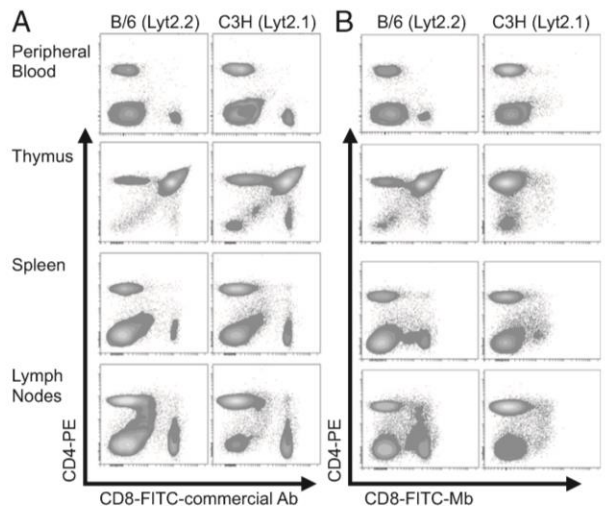 A
B/6 (Lyt2.2) C3H (Lyt2.1)
B
B/6 (Lyt2.2) C3H (Lyt2.1)
Peripheral
Blood
Thymus
Spleen
Lymph
Nodes
CD4-PE
CD8-FITC-commercial Ab
CD4-PE
CD8-FITC-Mb